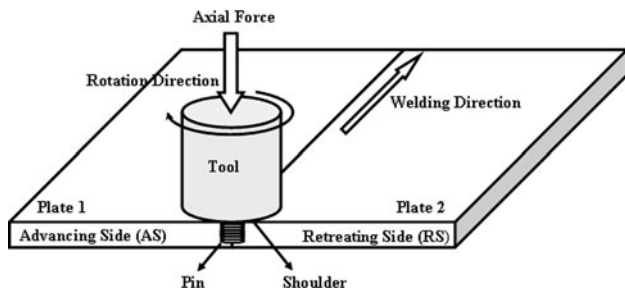 Axial Force
Rotation Direction
Welding Direction
Tool
Plate 1
Plate 2
Advancing Side (AS)
Retreating Side (RS)
Pin
Shoulder